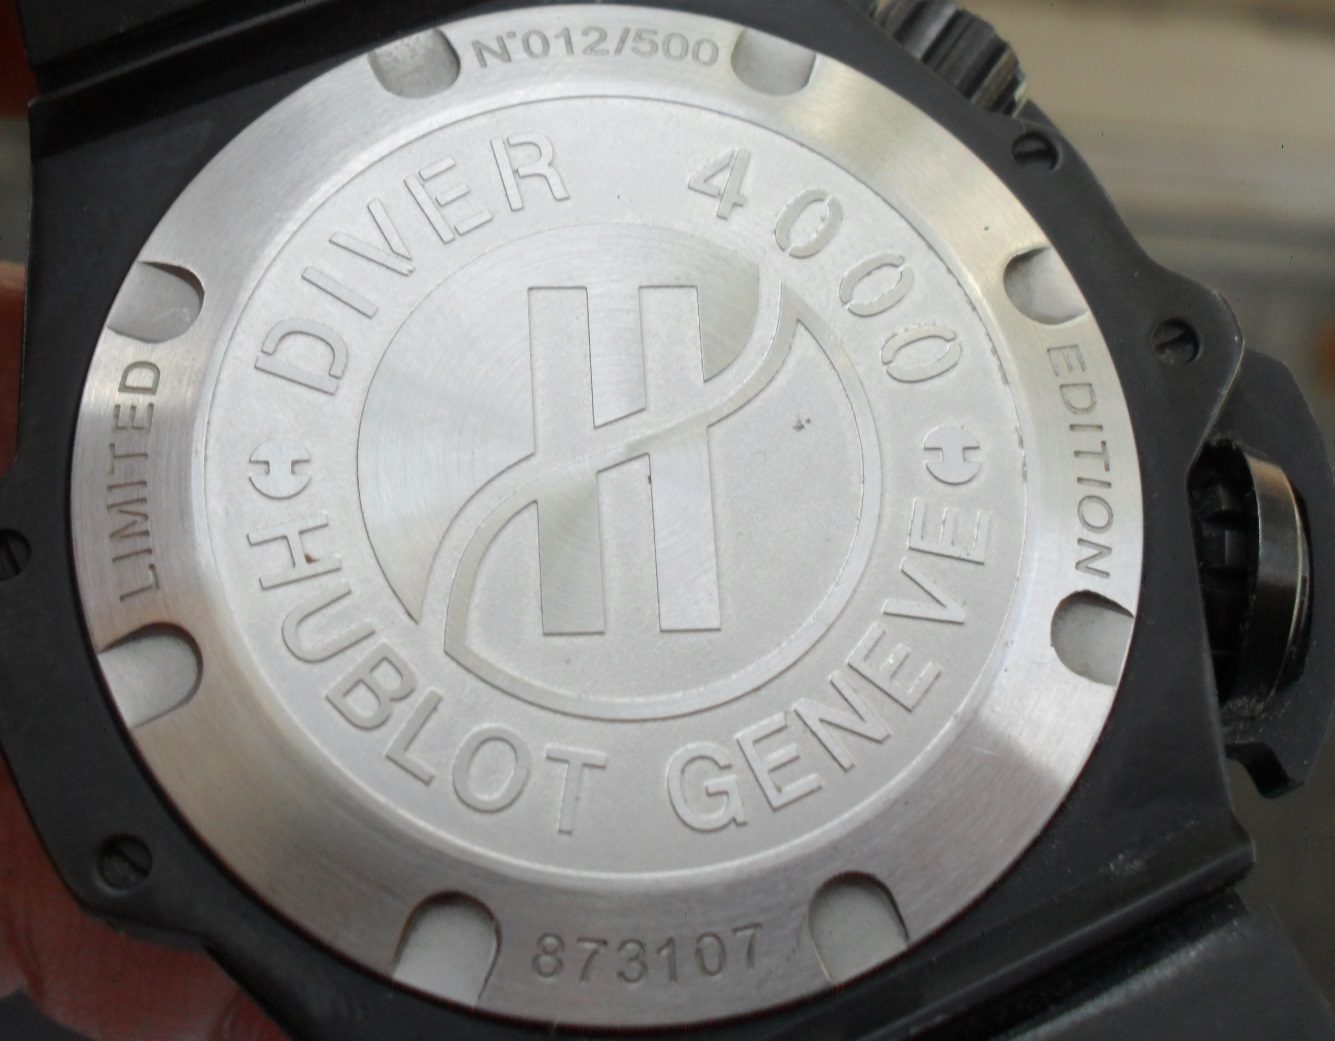 N°012/500
DIVER 4000
LIMITED
EDITION
HUBLOT GENEVE
873107